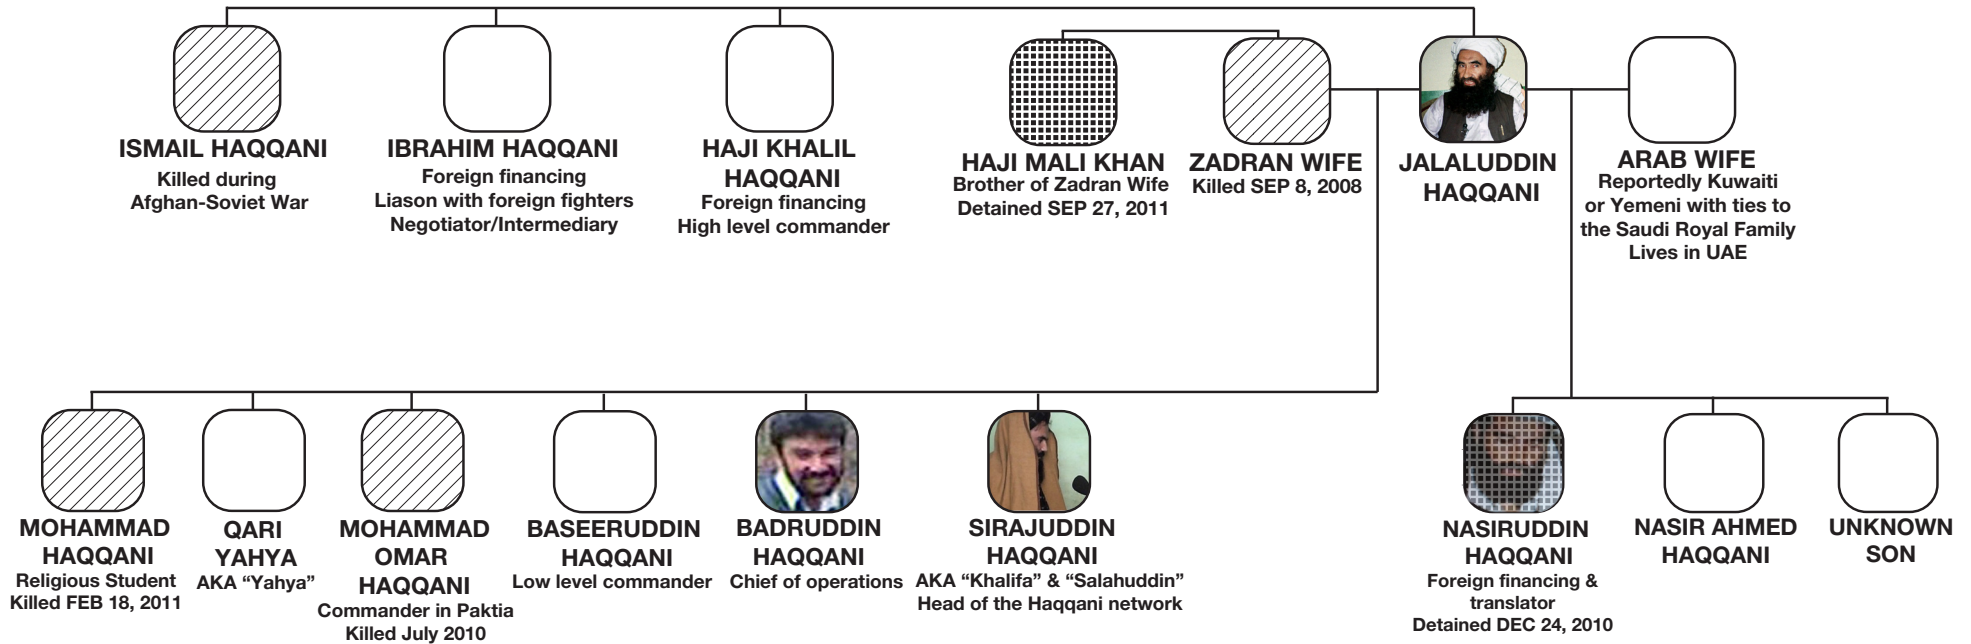 ISMAIL HAQQANI
Killed during
Afghan-Soviet War
IBRAHIM HAQQANI
Foreign financing
Liason with foreign fighters
Negotiator/Intermediary
HAJI KHALIL
HAQQANI
Foreign financing
High level commander
HAJI MALI KHAN
Brother of Zadran Wife
Detained SEP 27, 2011
ZADRAN WIFE
Killed SEP 8, 2008
JALALUDDIN
HAQQANI
ARAB WIFE
Reportedly Kuwaiti
or Yemeni with ties to
the Saudi Royal Family
Lives in UAE
MOHAMMAD
HAQQANI
Religious Student
Killed FEB 18, 2011
QARI
YAHYA
AKA “Yahya”
MOHAMMAD
OMAR
HAQQANI
Commander in Paktia
Killed July 2010
BASEERUDDIN
HAQQANI
Low level commander
BADRUDDIN
HAQQANI
Chief of operations
SIRAJUDDIN
HAQQANI
AKA “Khalifa” & “Salahuddin”
Head of the Haqqani network
NASIRUDDIN
HAQQANI
Foreign financing &
translator
Detained DEC 24, 2010
NASIR AHMED
HAQQANI
UNKNOWN
SON